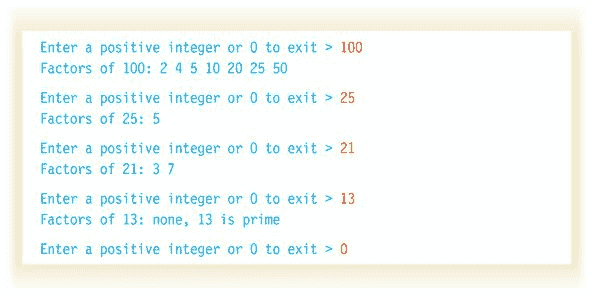 Enter a positive integer or 0 to exit > 100
Factors of 100: 2 4 5 10 20 25 50
Enter a positive integer or 0 to exit > 25
Factors of 25: 5
Enter a positive integer or 0 to exit > 21
Factors of 21: 3 7
Enter a positive integer or 0 to exit > 13
Factors of 13: none, 13 is prime
Enter a positive integer or 0 to exit > 0